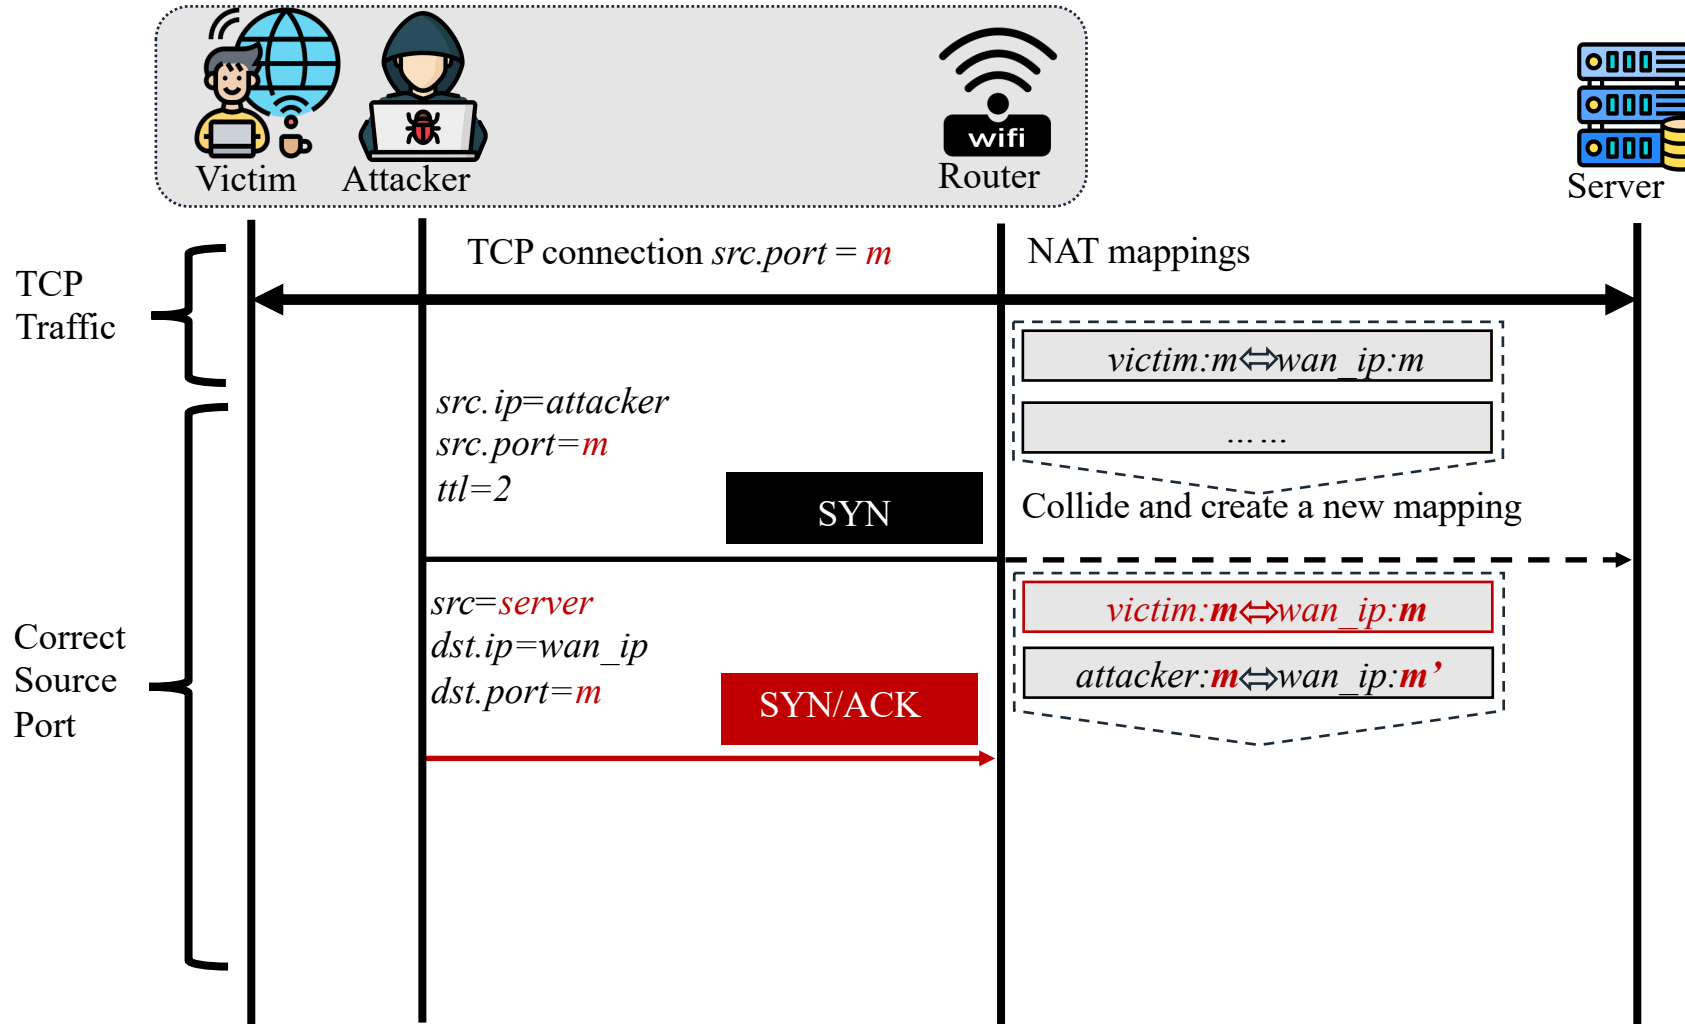 wifi
Victim
Attacker
Router
Server
TCP connection src.port = m
NAT mappings
TCP
Traffic
victim:m⇔wan_ip:m
... ...
src.ip=attacker
src.port=m
ttl=2
SYN
Collide and create a new mapping
Correct
Source
Port
src=server
dst.ip=wan_ip
dst.port=m
SYN/ACK
victim:m⇔wan_ip:m
attacker:m⇔wan_ip:m’